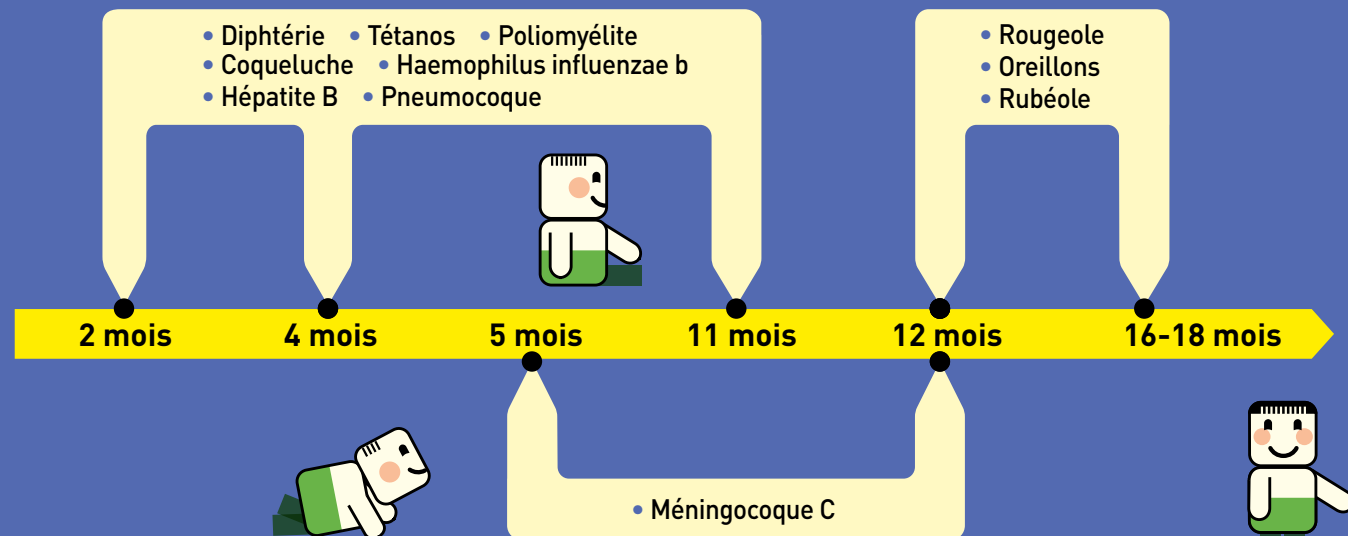 • Diphtérie • Tétanos • Poliomyélite
• Coqueluche • Haemophilus influenzae b
• Hépatite B • Pneumocoque
• Rougeole
• Oreillons
• Rubéole
2 mois 4 mois 5 mois 11 mois 12 mois 16-18 mois
• Méningocoque C